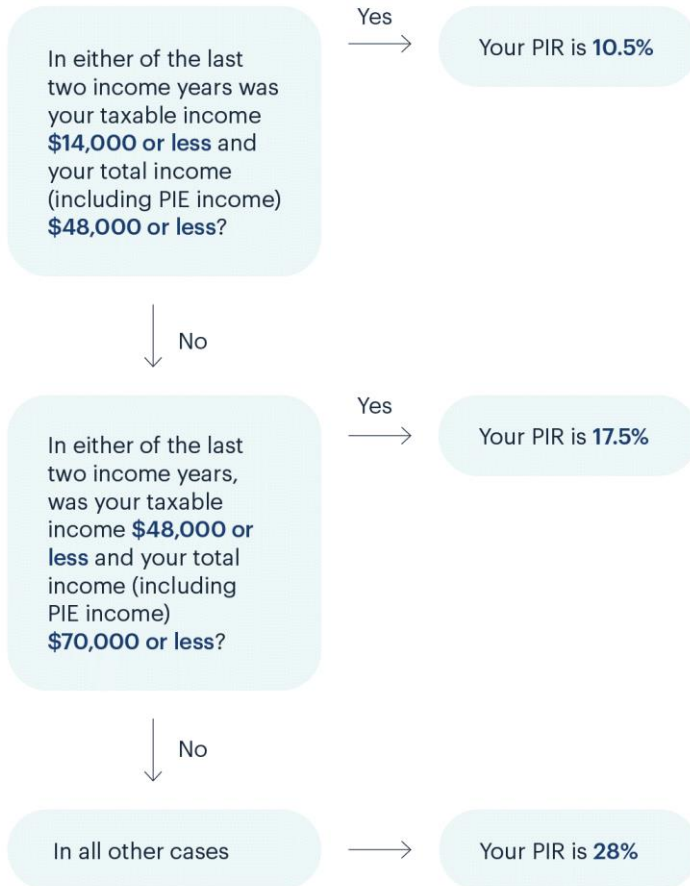 In either of the last
two income years was
your taxable income
$14,000 or less and
your total income
(including PIE income)
$48,000 or less?
Yes
Your PIR is 10.5%
No
In either of the last
two income years,
was your taxable
income $48,000 or
less and your total
income (including
PIE income)
$70,000 or less?
Yes
Your PIR is 17.5%
No
In all other cases
Your PIR is 28%